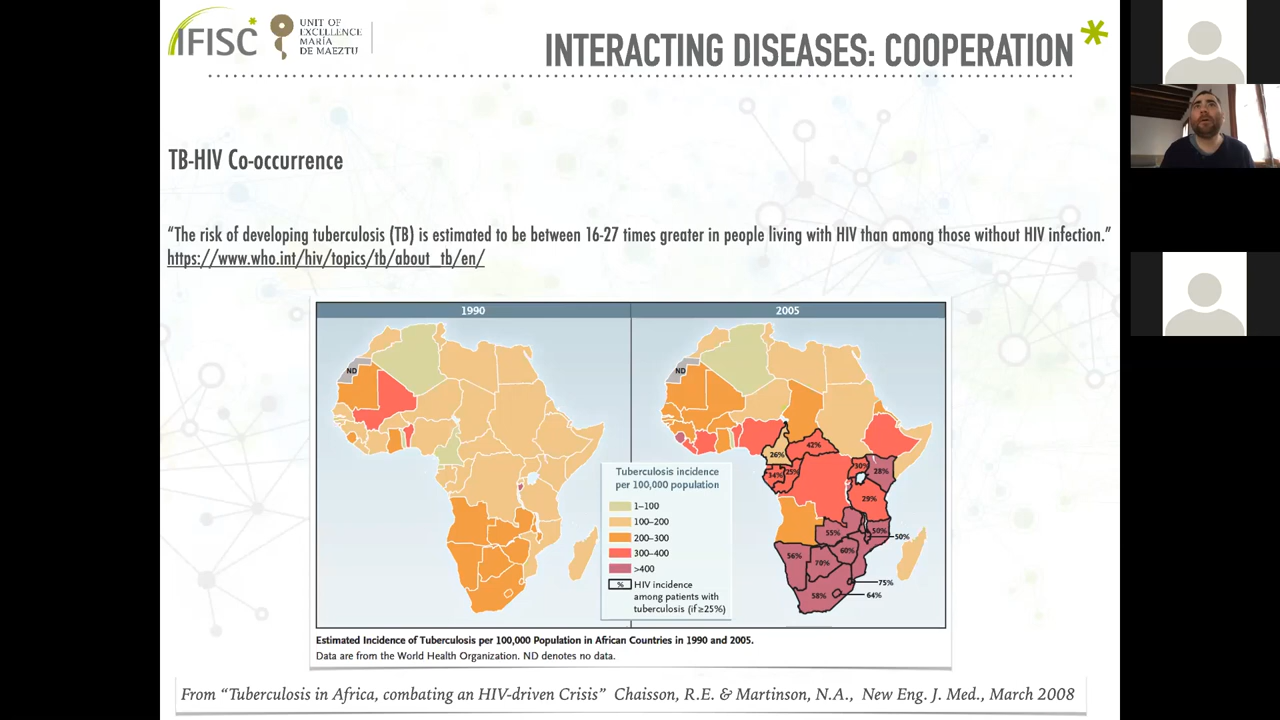 IFISC
UNIT OF
EXCELLENCE
MARÍA
DE MAEZTU
INTERACTING DISEASES: COOPERATION
TB-HIV Co-occurrence
“The risk of developing tuberculosis (TB) is estimated to be between 16-27 times greater in people living with HIV than among those without HIV infection.”
https://www.who.int/hiv/topics/tb/about_tb/en/
1990
2005
ND
ND
42%
26%
34%
25%
30%
28%
29%
50%
50%
55%
60%
56%
70%
75%
58%
64%
Tuberculosis incidence
per 100,000 population
1–100
100–200
200–300
300–400
>400
% HIV incidence
among patients with
tuberculosis (if ≥25%)
Estimated Incidence of Tuberculosis per 100,000 Population in African Countries in 1990 and 2005.
Data are from the World Health Organization. ND denotes no data.
From “Tuberculosis in Africa, combating an HIV-driven Crisis” Chaisson, R.E. & Martinson, N.A., New Eng. J. Med., March 2008